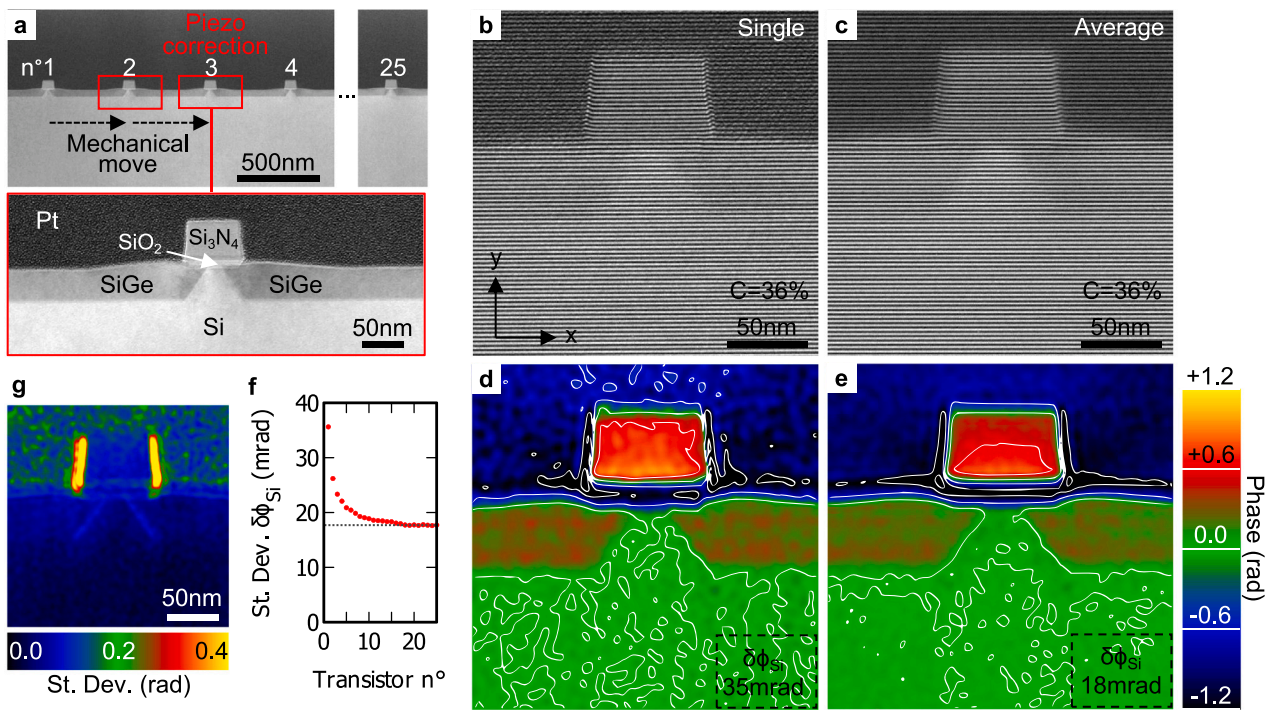 a
Piezo
correction
n°1
2
3
4
25
...
Mechanical
move
500nm
Pt
SiO₂
Si₃N₄
SiGe
SiGe
Si
50nm
b
Single
y
x
C=36%
50nm
c
Average
C=36%
50nm
g
50nm
0.0
0.2
0.4
St. Dev. (rad)
f
St. Dev. δϕSi (mrad)
40
30
20
10
0
0
10
20
Transistor n°
d
δϕSi
35mrad
e
δϕSi
18mrad
+1.2
+0.6
0.0
-0.6
-1.2
Phase (rad)